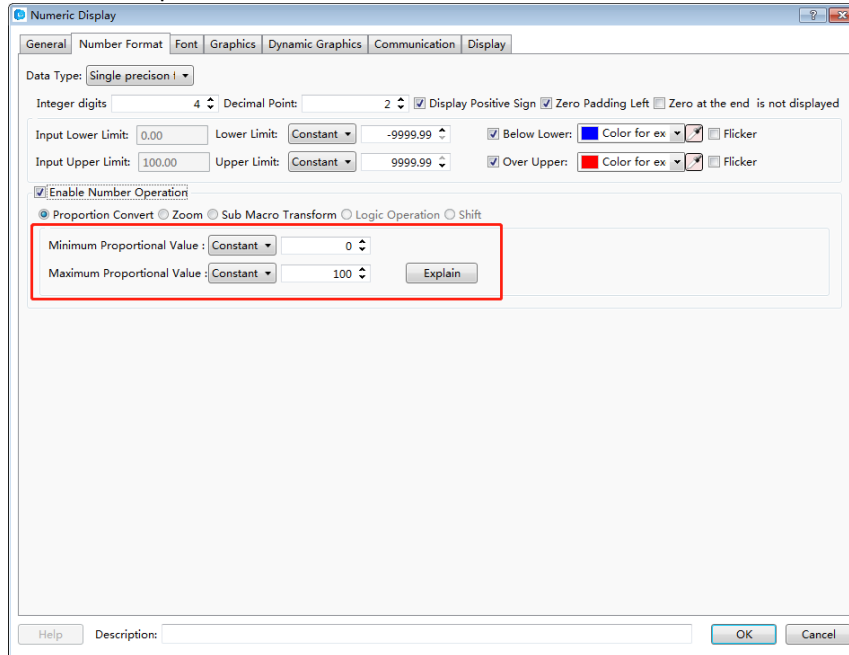 Numeric Display
General Number Format Font Graphics Dynamic Graphics Communication Display
Data Type: Single precison f
Integer digits 4 Decimal Point: 2 Display Positive Sign Zero Padding Left Zero at the end is not displayed
Input Lower Limit: 0.00 Lower Limit: Constant -9999.99 Below Lower: Color for ex Flicker
Input Upper Limit: 100.00 Upper Limit: Constant 9999.99 Over Upper: Color for ex Flicker
Enable Number Operation
Proportion Convert Zoom Sub Macro Transform Logic Operation Shift
Minimum Proportional Value : Constant 0
Maximum Proportional Value : Constant 100 Explain
Help Description: OK Cancel